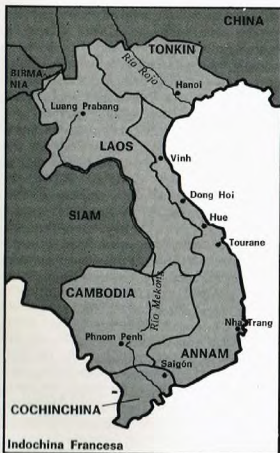 CHINA
TONKIN
BIRMA-
NIA
Río Rojo
Hanoi
Luang Prabang
LAOS
Vinh
Dong Hoi
SIAM
Hue
Tourane
CAMBODIA
Río Mekong
Nha Trang
Phnom Penh
ANNAM
Saigón
COCHINCHINA
Indochina Francesa